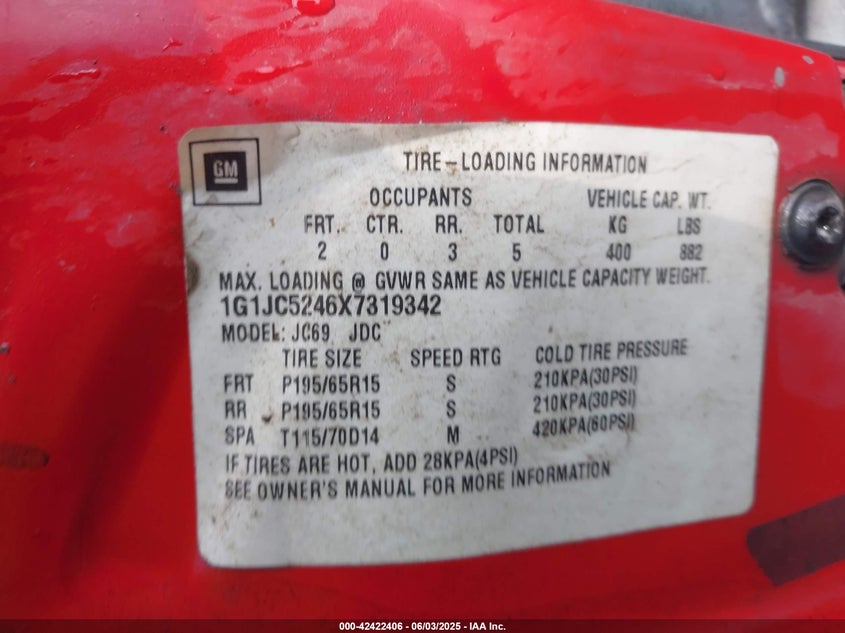 GM
TIRE-LOADING INFORMATION
OCCUPANTS VEHICLE CAP. WT.
FRT. CTR. RR. TOTAL KG LBS
2 0 3 5 400 882
MAX. LOADING @ GVWR SAME AS VEHICLE CAPACITY WEIGHT.
1G1JC5246X7319342
MODEL: JC69 JDC
TIRE SIZE SPEED RTG COLD TIRE PRESSURE
FRT P195/65R15 S 210KPA(30PSI)
RR P195/65R15 S 210KPA(30PSI)
SPA T115/70D14 M 420KPA(60PSI)
IF TIRES ARE HOT, ADD 28KPA(4PSI)
SEE OWNER'S MANUAL FOR MORE INFORMATION
000-42422406 - 06/03/2025 - IAA Inc.